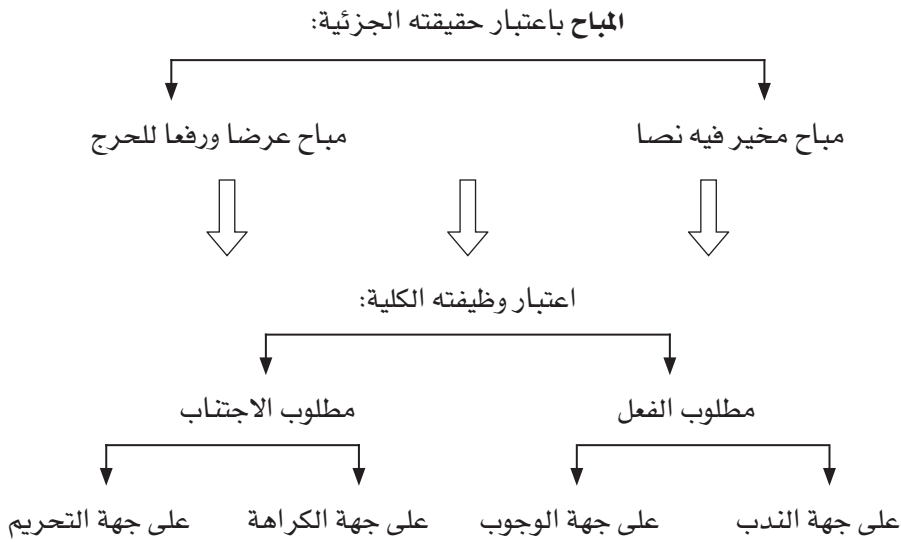 المباح باعتبار حقيقته الجزئية:
مباح مخير فيه نصا
مباح عرضا ورفعا للحرج
اعتبار وظيفته الكلية:
مطلوب الفعل
مطلوب الاجتناب
على جهة الندب
على جهة الوجوب
على جهة الكراهة
على جهة التحريم